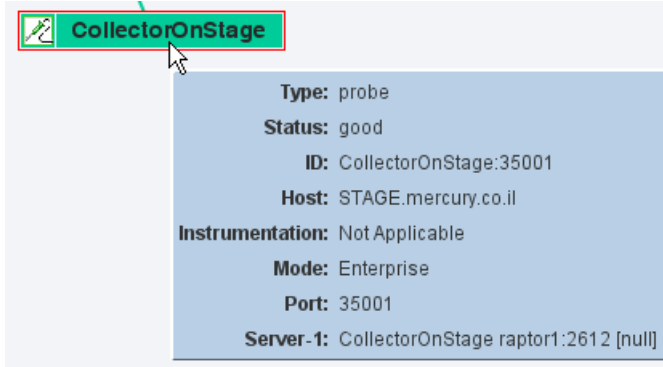 CollectorOnStage
Type: probe
Status: good
ID: CollectorOnStage:35001
Host: STAGE.mercury.co.il
Instrumentation: Not Applicable
Mode: Enterprise
Port: 35001
Server-1: CollectorOnStage raptor1:2612 [null]